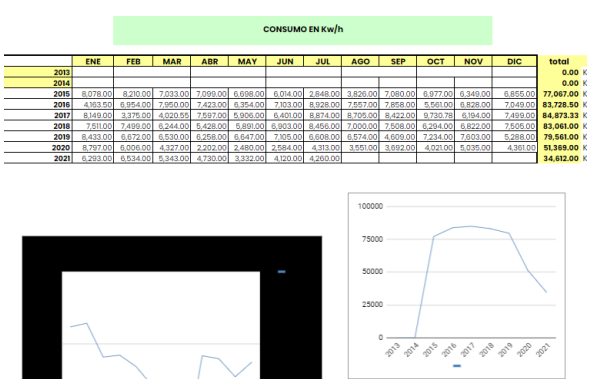 CONSUMO EN Kw/h
ENE FEB MAR ABR MAY JUN JUL AGO SEP OCT NOV DIC total
2013 0.00 K
2014 0.00 K
2015 8,078.00 8,210.00 7,033.00 7,099.00 6,698.00 6,014.00 2,848.00 3,826.00 7,080.00 6,977.00 6,349.00 6,855.00 77,067.00 K
2016 4,163.50 6,954.00 7,950.00 7,423.00 6,354.00 7,103.00 8,928.00 7,557.00 7,858.00 5,561.00 6,828.00 7,049.00 83,728.50 K
2017 8,149.00 3,375.00 4,020.55 7,597.00 5,906.00 6,401.00 8,874.00 8,705.00 8,422.00 9,730.78 6,194.00 7,499.00 84,873.33 K
2018 7,511.00 7,499.00 6,244.00 5,428.00 5,891.00 6,903.00 8,456.00 7,000.00 7,508.00 6,294.00 6,822.00 7,505.00 83,061.00 K
2019 8,433.00 6,672.00 6,530.00 6,258.00 6,647.00 7,105.00 6,608.00 6,574.00 4,609.00 7,234.00 7,603.00 5,288.00 79,561.00 K
2020 8,797.00 6,006.00 4,327.00 2,202.00 2,480.00 2,584.00 4,313.00 3,551.00 3,692.00 4,021.00 5,035.00 4,361.00 51,369.00 K
2021 6,293.00 6,534.00 5,343.00 4,730.00 3,332.00 4,120.00 4,260.00 34,612.00 K
100000
75000
50000
25000
0
2013 2014 2015 2016 2017 2018 2019 2020 2021